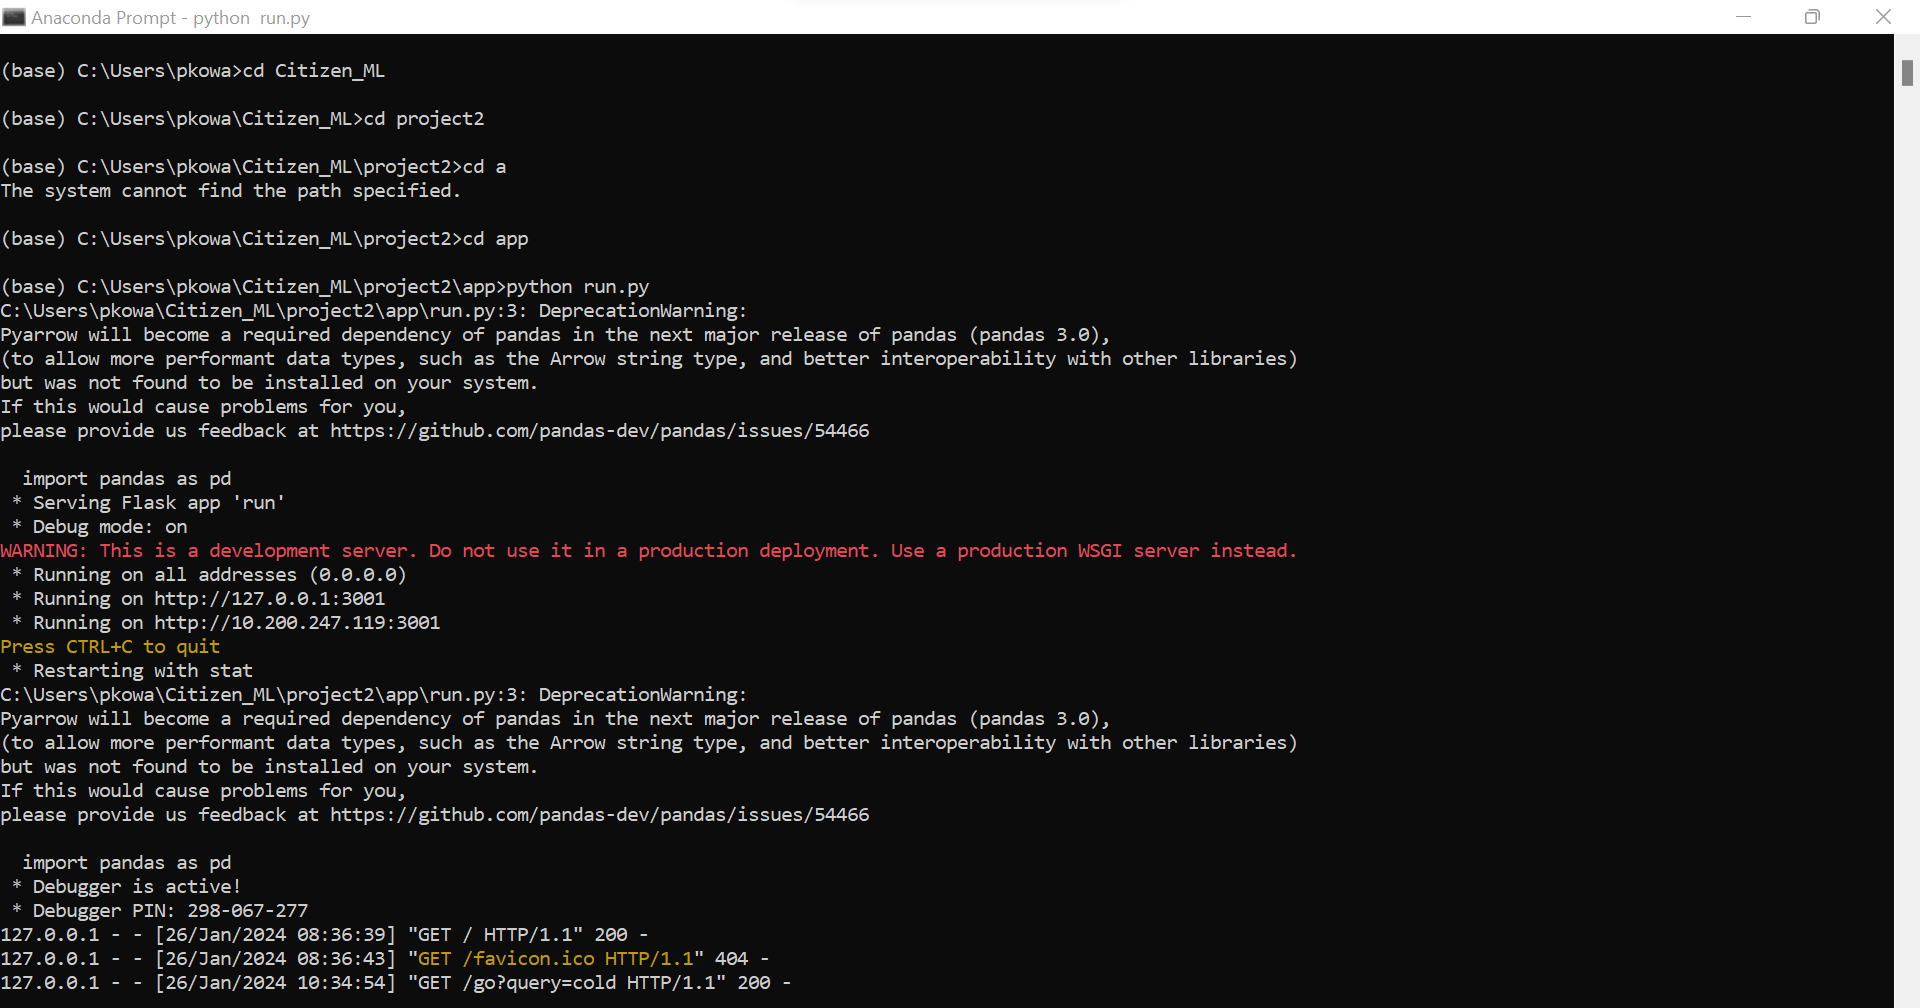 Anaconda Prompt - python  run.py
(base) C:\Users\pkowa>cd Citizen_ML
(base) C:\Users\pkowa\Citizen_ML>cd project2
(base) C:\Users\pkowa\Citizen_ML\project2>cd a
The system cannot find the path specified.
(base) C:\Users\pkowa\Citizen_ML\project2>cd app
(base) C:\Users\pkowa\Citizen_ML\project2\app>python run.py
C:\Users\pkowa\Citizen_ML\project2\app\run.py:3: DeprecationWarning:
Pyarrow will become a required dependency of pandas in the next major release of pandas (pandas 3.0),
(to allow more performant data types, such as the Arrow string type, and better interoperability with other libraries)
but was not found to be installed on your system.
If this would cause problems for you,
please provide us feedback at https://github.com/pandas-dev/pandas/issues/54466
  import pandas as pd
 * Serving Flask app 'run'
 * Debug mode: on
WARNING: This is a development server. Do not use it in a production deployment. Use a production WSGI server instead.
 * Running on all addresses (0.0.0.0)
 * Running on http://127.0.0.1:3001
 * Running on http://10.200.247.119:3001
Press CTRL+C to quit
 * Restarting with stat
C:\Users\pkowa\Citizen_ML\project2\app\run.py:3: DeprecationWarning:
Pyarrow will become a required dependency of pandas in the next major release of pandas (pandas 3.0),
(to allow more performant data types, such as the Arrow string type, and better interoperability with other libraries)
but was not found to be installed on your system.
If this would cause problems for you,
please provide us feedback at https://github.com/pandas-dev/pandas/issues/54466
  import pandas as pd
 * Debugger is active!
 * Debugger PIN: 298-067-277
127.0.0.1 - - [26/Jan/2024 08:36:39] "GET / HTTP/1.1" 200 -
127.0.0.1 - - [26/Jan/2024 08:36:43] "GET /favicon.ico HTTP/1.1" 404 -
127.0.0.1 - - [26/Jan/2024 10:34:54] "GET /go?query=cold HTTP/1.1" 200 -